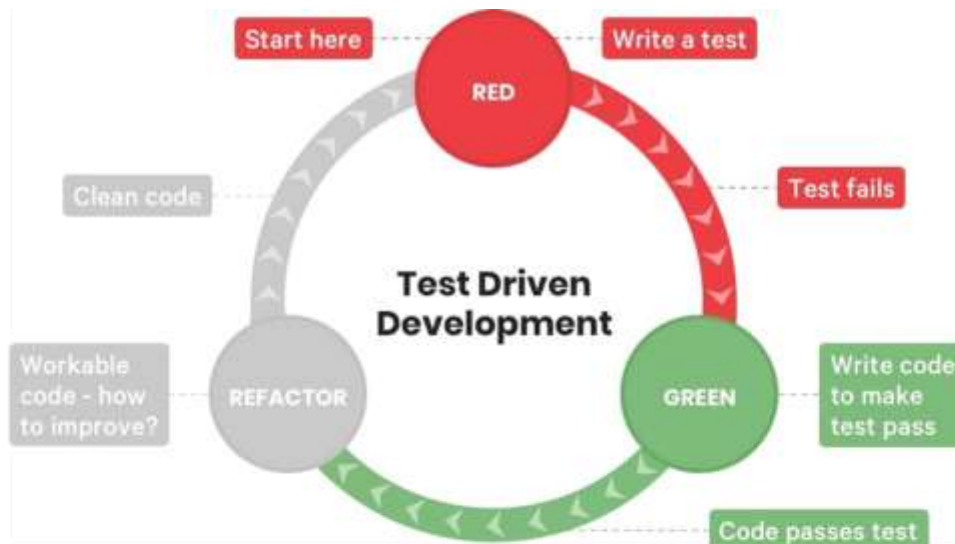 Start here
Write a test
RED
Clean code
Test fails
Test Driven
Development
Workable
code - how
to improve?
REFACTOR
GREEN
Write code
to make
test pass
Code passes test